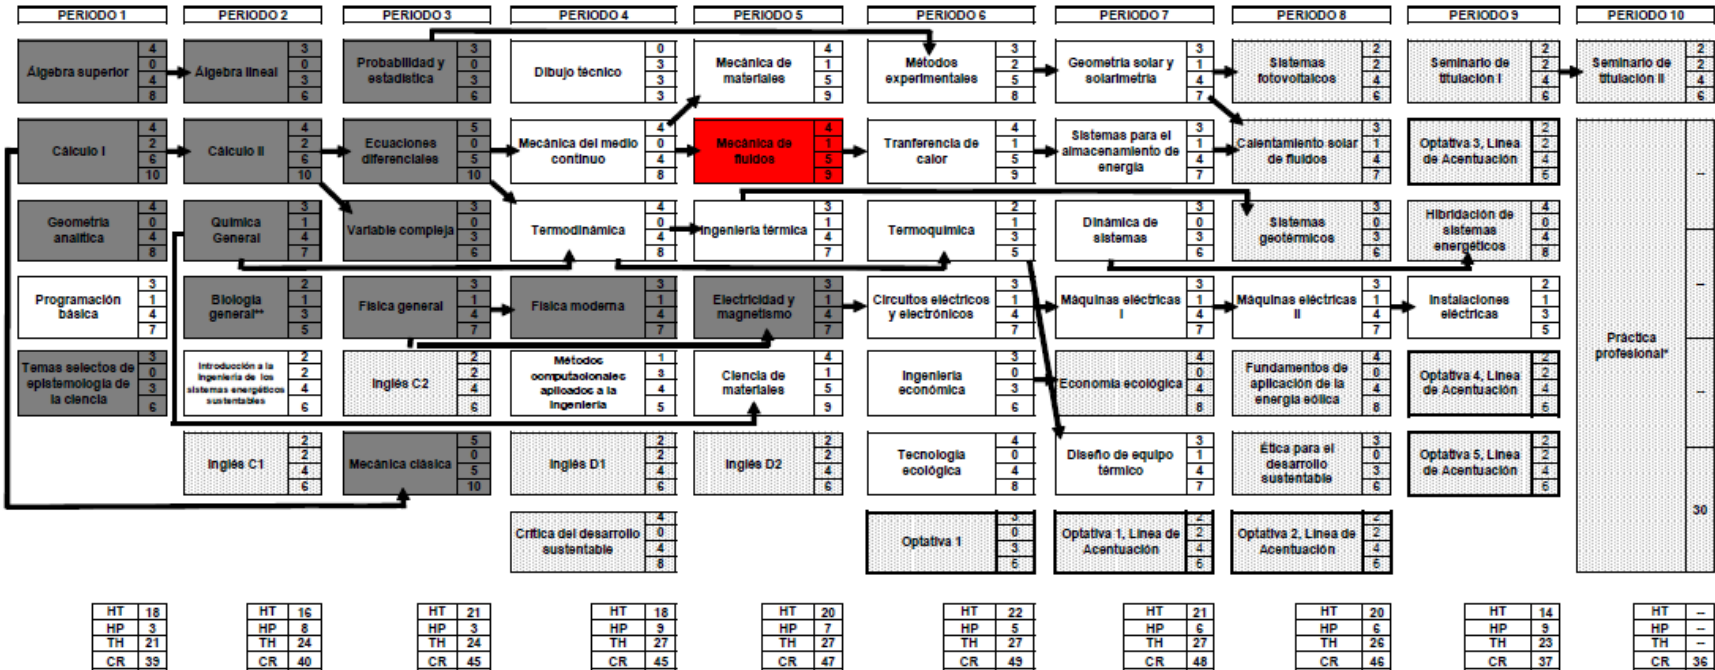 PERIODO 1
PERIODO 2
PERIODO 3
PERIODO 4
PERIODO 5
PERIODO 6
PERIODO 7
PERIODO 8
PERIODO 9
PERIODO 10
Álgebra superior
4
0
4
8
Álgebra lineal
3
0
3
6
Probabilidad y
estadística
3
0
3
6
Dibujo técnico
0
3
3
3
Mecánica de
materiales
4
1
5
9
Métodos
experimentales
3
2
5
8
Geometría solar y
solarimetría
3
1
4
7
Sistemas
fotovoltaicos
2
2
4
6
Seminario de
titulación I
2
2
4
6
Seminario de
titulación II
2
2
4
6
Cálculo I
4
2
6
10
Cálculo II
4
2
6
10
Ecuaciones
diferenciales
5
0
5
10
Mecánica del medio
continuo
4
0
4
8
Mecánica de
fluidos
4
1
5
9
Tranferencia de
calor
4
1
5
9
Sistemas para el
almacenamiento de
energía
3
1
4
7
Calentamiento solar
de fluidos
3
1
4
7
Optativa 3, Línea
de Acentuación
2
2
4
6
Geometría
analítica
4
0
4
8
Química
General
3
1
4
7
Variable compleja
3
0
3
6
Termodinámica
4
0
4
8
Ingeniería térmica
3
1
4
7
Termoquímica
2
1
3
5
Dinámica de
sistemas
3
0
3
6
Sistemas
geotérmicos
3
0
3
6
Hibridación de
sistemas
energéticos
4
0
4
8
Programación
básica
3
1
4
7
Biología
general**
2
1
3
5
Física general
3
1
4
7
Física moderna
3
1
4
7
Electricidad y
magnetismo
3
1
4
7
Circuitos eléctricos
y electrónicos
3
1
4
7
Máquinas eléctricas
I
3
1
4
7
Máquinas eléctricas
II
3
1
4
7
Instalaciones
eléctricas
2
1
3
5
Temas selectos de
epistemología de
la ciencia
3
0
3
6
Introducción a la
Ingeniería de los
sistemas energéticos
sustentables
2
2
4
6
Inglés C2
2
2
4
6
Métodos
computacionales
aplicados a la
Ingeniería
1
3
4
5
Ciencia de
materiales
4
1
5
9
Ingeniería
económica
3
0
3
6
Economía ecológica
4
0
4
8
Fundamentos de
aplicación de la
energía eólica
4
0
4
8
Optativa 4, Línea
de Acentuación
2
2
4
6
Inglés C1
2
2
4
6
Mecánica clásica
5
0
5
10
Inglés D1
2
2
4
6
Inglés D2
2
2
4
6
Tecnología
ecológica
4
0
4
8
Diseño de equipo
térmico
3
1
4
7
Ética para el
desarrollo
sustentable
3
0
3
6
Optativa 5, Línea
de Acentuación
2
2
4
6
Crítica del desarrollo
sustentable
4
0
4
8
Optativa 1
3
0
3
6
Optativa 1, Línea de
Acentuación
2
2
4
6
Optativa 2, Línea de
Acentuación
2
2
4
6
Práctica
profesional*
--
--
--
30
HT 18
HP 3
TH 21
CR 39
HT 16
HP 8
TH 24
CR 40
HT 21
HP 3
TH 24
CR 45
HT 18
HP 9
TH 27
CR 45
HT 20
HP 7
TH 27
CR 47
HT 22
HP 5
TH 27
CR 49
HT 21
HP 6
TH 27
CR 48
HT 20
HP 6
TH 26
CR 46
HT 14
HP 9
TH 23
CR 37
HT --
HP --
TH --
CR 36